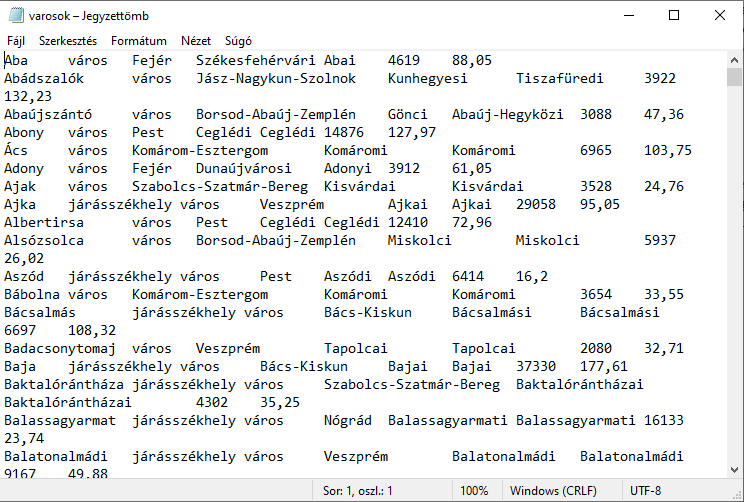 varosok – Jegyzettömb
Fájl Szerkesztés Formátum Nézet Súgó
Aba város Fejér Székesfehérvári Abai 4619 88,05
Abádszalók város Jász-Nagykun-Szolnok Kunhegyesi Tiszafüredi 3922
132,23
Abaújszántó város Borsod-Abaúj-Zemplén Gönci Abaúj-Hegyközi 3088 47,36
Abony város Pest Ceglédi Ceglédi 14876 127,97
Ács város Komárom-Esztergom Komáromi Komáromi 6965 103,75
Adony város Fejér Dunaújvárosi Adonyi 3912 61,05
Ajak város Szabolcs-Szatmár-Bereg Kisvárdai Kisvárdai 3528 24,76
Ajka járásszékhely város Veszprém Ajkai Ajkai 29058 95,05
Albertirsa város Pest Ceglédi Ceglédi 12410 72,96
Alsózsolca város Borsod-Abaúj-Zemplén Miskolci Miskolci 5937
26,02
Aszód járásszékhely város Pest Aszódi Aszódi 6414 16,2
Bábolna város Komárom-Esztergom Komáromi Komáromi 3654 33,55
Bácsalmás járásszékhely város Bács-Kiskun Bácsalmási Bácsalmási
6697 108,32
Badacsonytomaj város Veszprém Tapolcai Tapolcai 2080 32,71
Baja járásszékhely város Bács-Kiskun Bajai Bajai 37330 177,61
Baktalórántháza járásszékhely város Szabolcs-Szatmár-Bereg Baktalórántházai
Baktalórántházai 4302 35,25
Balassagyarmat járásszékhely város Nógrád Balassagyarmati Balassagyarmati 16133
23,74
Balatonalmádi járásszékhely város Veszprém Balatonalmádi Balatonalmádi
9167 49,88
Sor: 1, oszl.: 1 100% Windows (CRLF) UTF-8